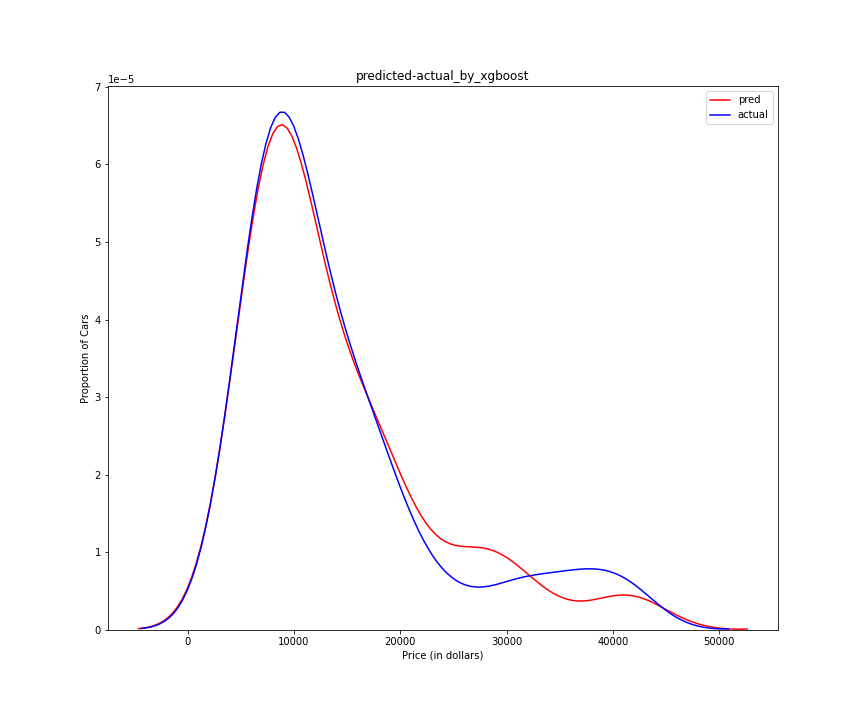 predicted-actual_by_xgboost
1e−5
pred
actual
7
6
5
4
3
2
1
0
Proportion of Cars
0 10000 20000 30000 40000 50000
Price (in dollars)